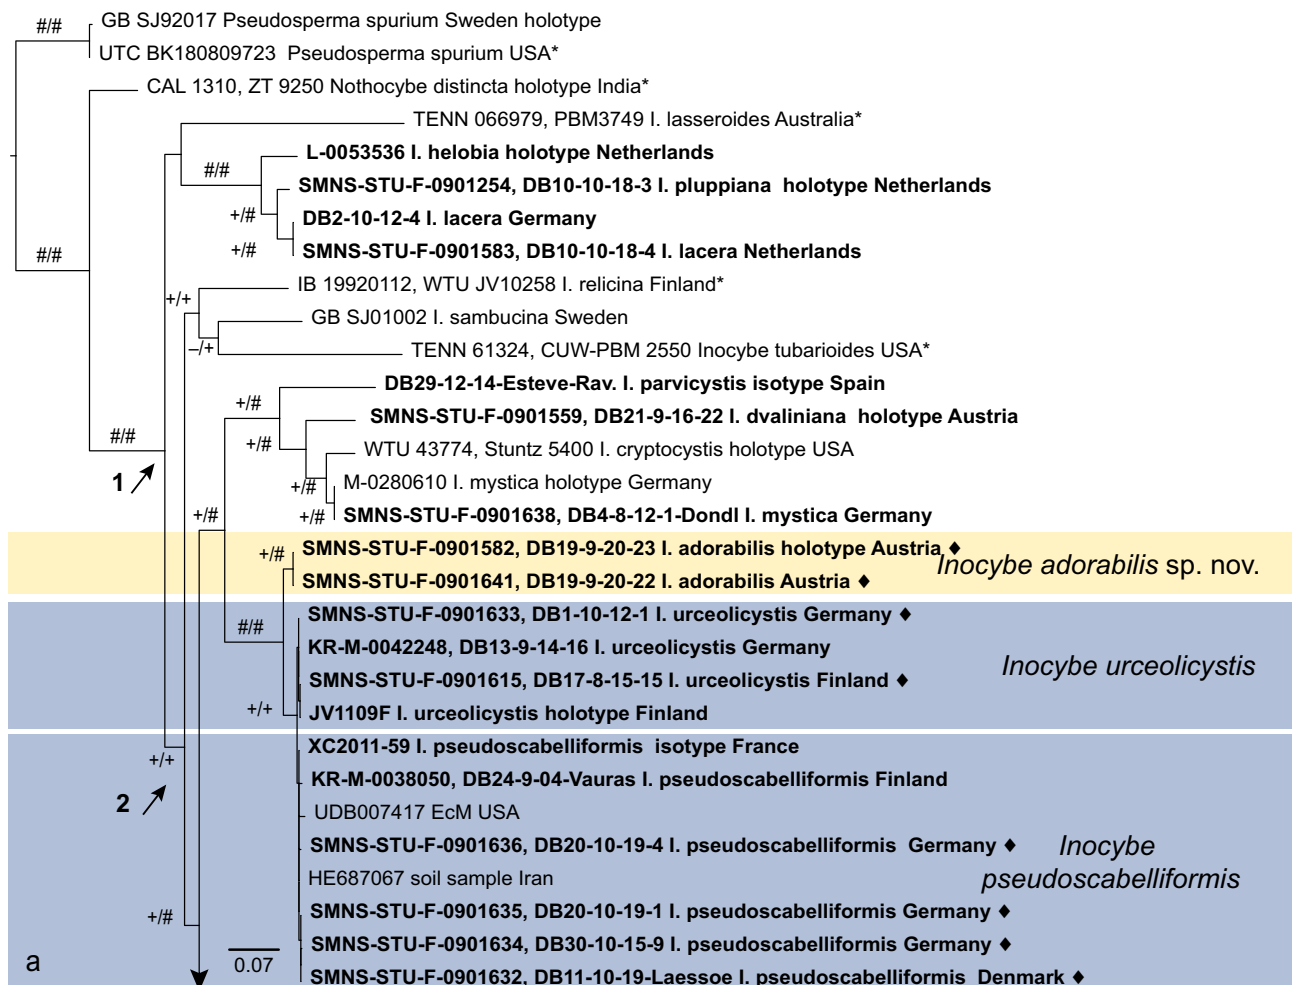 #/#
GB SJ92017 Pseudosperma spurium Sweden holotype
UTC BK180809723 Pseudosperma spurium USA*
CAL 1310, ZT 9250 Nothocybe distincta holotype India*
TENN 066979, PBM3749 I. lasseroides Australia*
L-0053536 I. helobia holotype Netherlands
#/#
SMNS-STU-F-0901254, DB10-10-18-3 I. pluppiana holotype Netherlands
+/#
DB2-10-12-4 I. lacera Germany
#/#
+/#
SMNS-STU-F-0901583, DB10-10-18-4 I. lacera Netherlands
IB 19920112, WTU JV10258 I. relicina Finland*
+/+
GB SJ01002 I. sambucina Sweden
–/+
TENN 61324, CUW-PBM 2550 Inocybe tubarioides USA*
DB29-12-14-Esteve-Rav. I. parvicystis isotype Spain
+/#
SMNS-STU-F-0901559, DB21-9-16-22 I. dvaliniana holotype Austria
#/#
+/#
WTU 43774, Stuntz 5400 I. cryptocystis holotype USA
1
+/#
M-0280610 I. mystica holotype Germany
+/#
+/#
SMNS-STU-F-0901638, DB4-8-12-1-Dondl I. mystica Germany
+/#
SMNS-STU-F-0901582, DB19-9-20-23 I. adorabilis holotype Austria ♦
Inocybe adorabilis sp. nov.
SMNS-STU-F-0901641, DB19-9-20-22 I. adorabilis Austria ♦
SMNS-STU-F-0901633, DB1-10-12-1 I. urceolicystis Germany ♦
#/#
KR-M-0042248, DB13-9-14-16 I. urceolicystis Germany
Inocybe urceolicystis
SMNS-STU-F-0901615, DB17-8-15-15 I. urceolicystis Finland ♦
+/+
JV1109F I. urceolicystis holotype Finland
XC2011-59 I. pseudoscabelliformis isotype France
+/+
KR-M-0038050, DB24-9-04-Vauras I. pseudoscabelliformis Finland
2
UDB007417 EcM USA
SMNS-STU-F-0901636, DB20-10-19-4 I. pseudoscabelliformis Germany ♦
Inocybe
pseudoscabelliformis
HE687067 soil sample Iran
+/#
SMNS-STU-F-0901635, DB20-10-19-1 I. pseudoscabelliformis Germany ♦
SMNS-STU-F-0901634, DB30-10-15-9 I. pseudoscabelliformis Germany ♦
a
0.07
SMNS-STU-F-0901632, DB11-10-19-Laessoe I. pseudoscabelliformis Denmark ♦